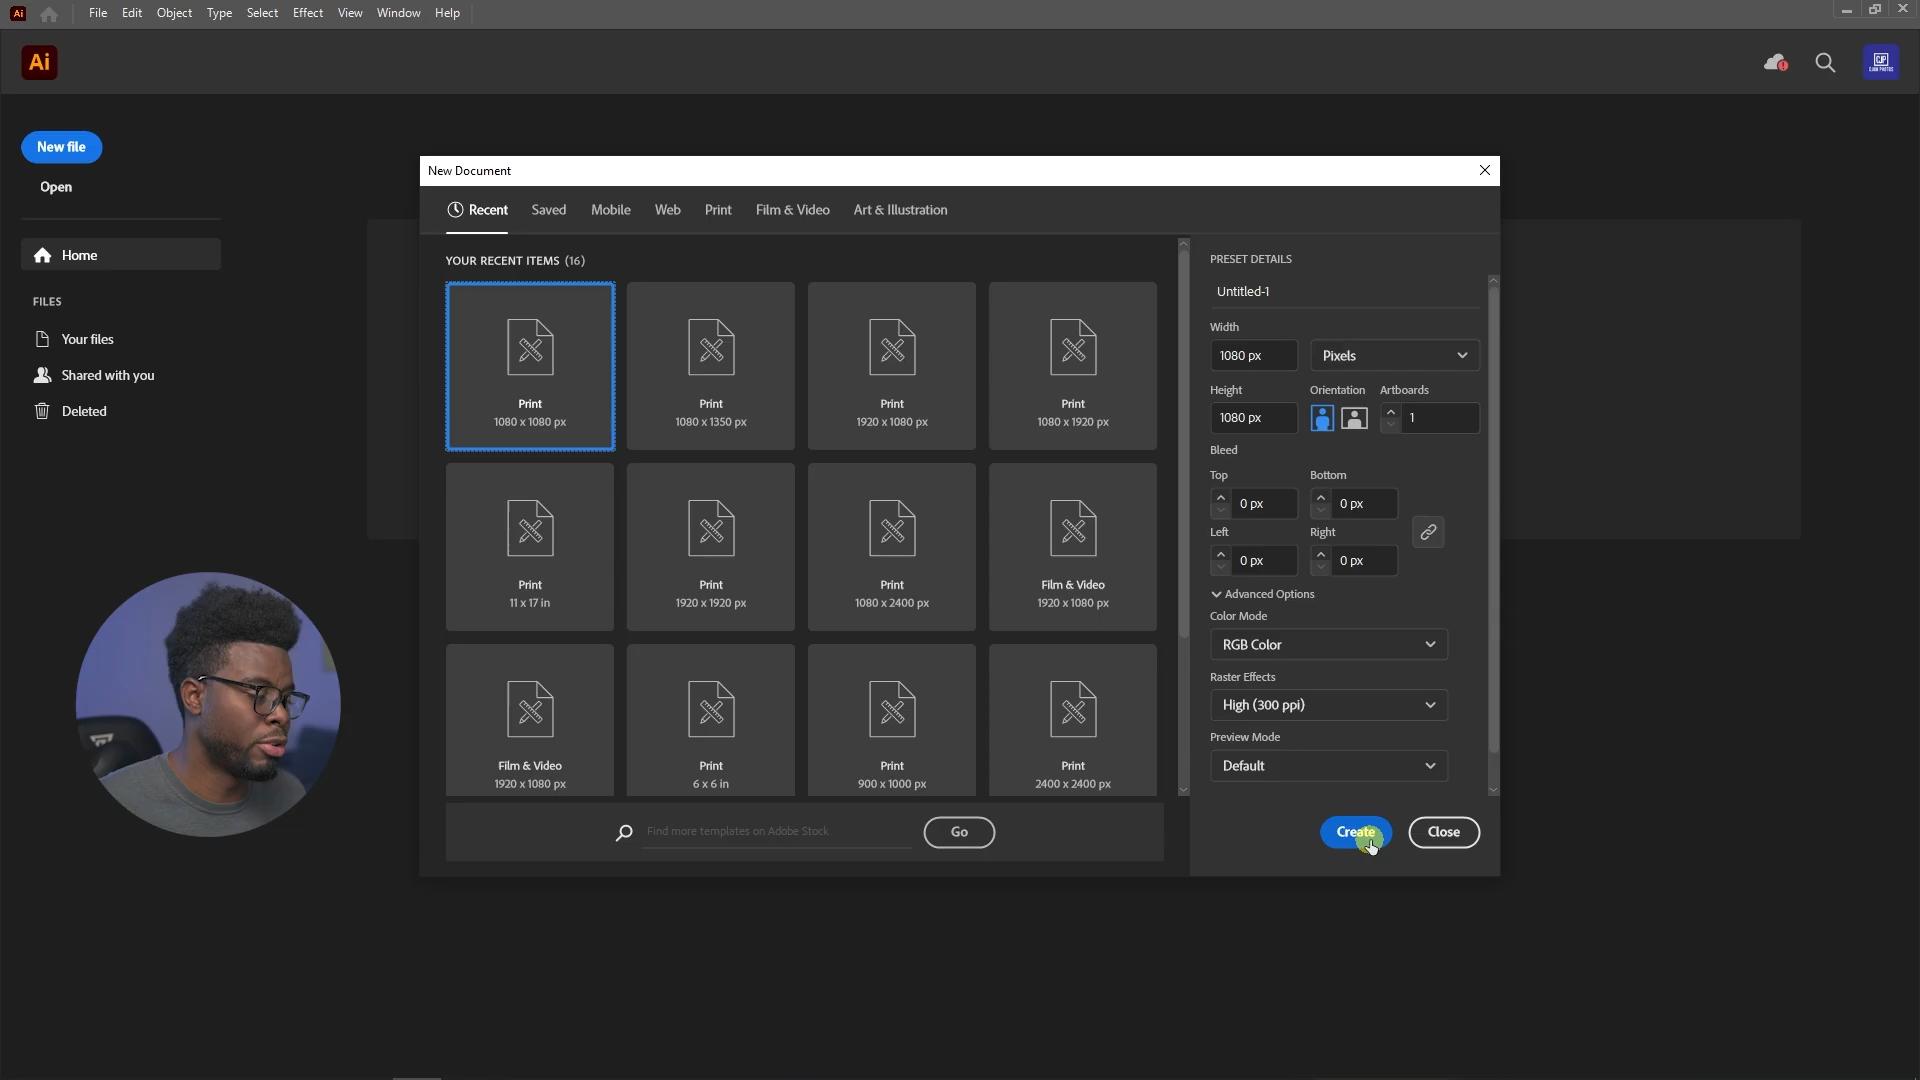 Ai File Edit Object Type Select Effect View Window Help
Ai
CJP
New file
Open
Home
FILES
Your files
Shared with you
Deleted
New Document
Recent Saved Mobile Web Print Film & Video Art & Illustration
YOUR RECENT ITEMS (16)
Print
1080 x 1080 px
Print
1080 x 1350 px
Print
1920 x 1080 px
Print
1080 x 1920 px
Print
11 x 17 in
Print
1920 x 1920 px
Print
1080 x 2400 px
Film & Video
1920 x 1080 px
Film & Video
1920 x 1080 px
Print
6 x 6 in
Print
900 x 1000 px
Print
2400 x 2400 px
Find more templates on Adobe Stock
Go
PRESET DETAILS
Untitled-1
Width
1080 px Pixels
Height Orientation Artboards
1080 px 1
Bleed
Top Bottom
0 px 0 px
Left Right
0 px 0 px
Advanced Options
Color Mode
RGB Color
Raster Effects
High (300 ppi)
Preview Mode
Default
Create Close